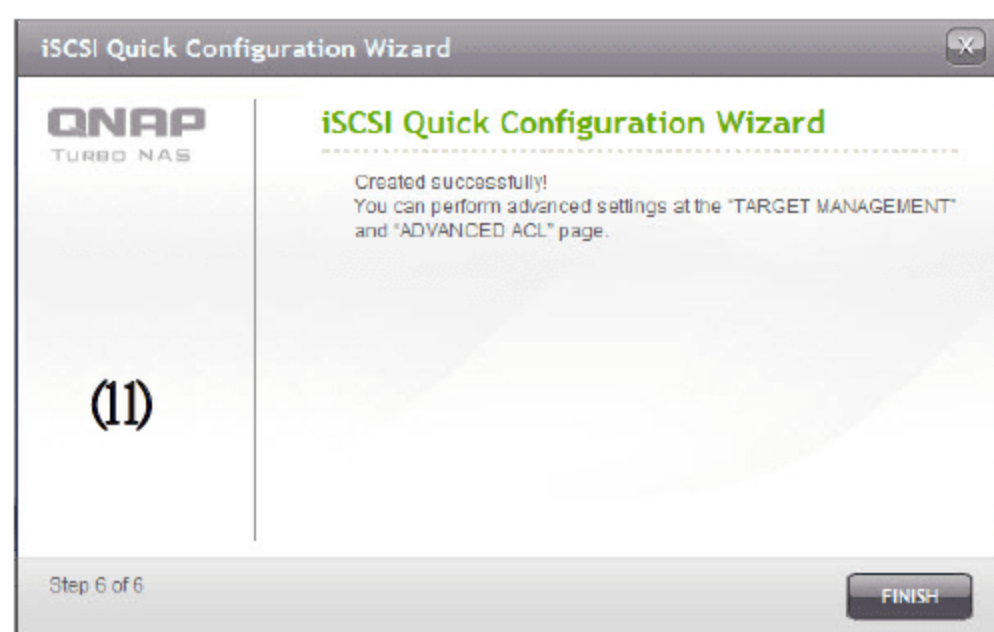 iSCSI Quick Configuration Wizard
X
QNAP
TURBO NAS
iSCSI Quick Configuration Wizard
Created successfully!
You can perform advanced settings at the "TARGET MANAGEMENT"
and "ADVANCED ACL" page.
(11)
Step 6 of 6
FINISH